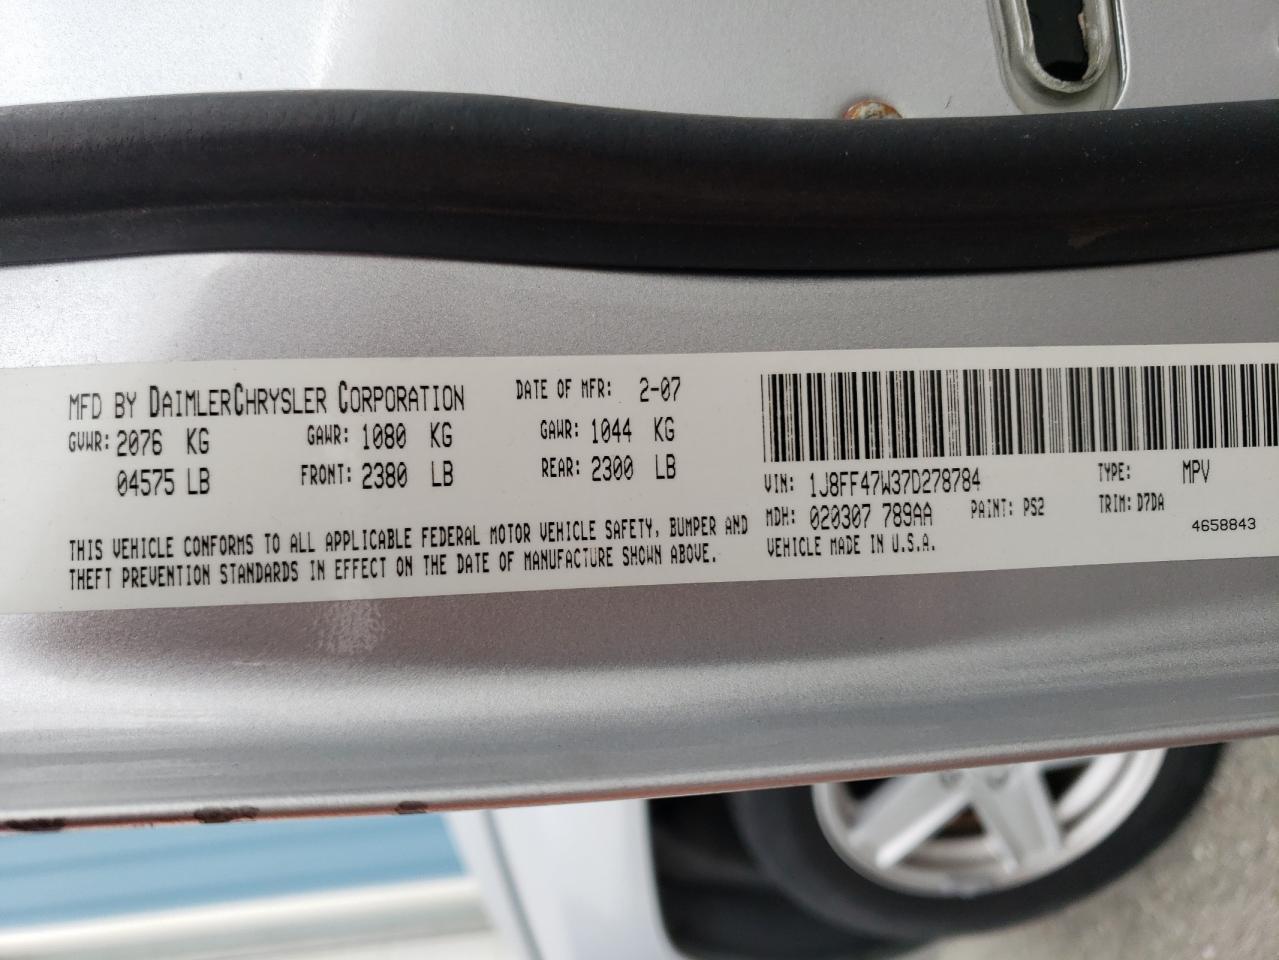 MFD BY DAIMLERCHRYSLER CORPORATION DATE OF MFR: 2-07
GVWR: 2076 KG GAWR: 1080 KG GAWR: 1044 KG
04575 LB FRONT: 2380 LB REAR: 2300 LB
THIS VEHICLE CONFORMS TO ALL APPLICABLE FEDERAL MOTOR VEHICLE SAFETY, BUMPER AND
THEFT PREVENTION STANDARDS IN EFFECT ON THE DATE OF MANUFACTURE SHOWN ABOVE.
VIN: 1J8FF47W37D278784 TYPE: MPV
MDH: 020307 789AA PAINT: PS2 TRIM: D7DA
VEHICLE MADE IN U.S.A. 4658843